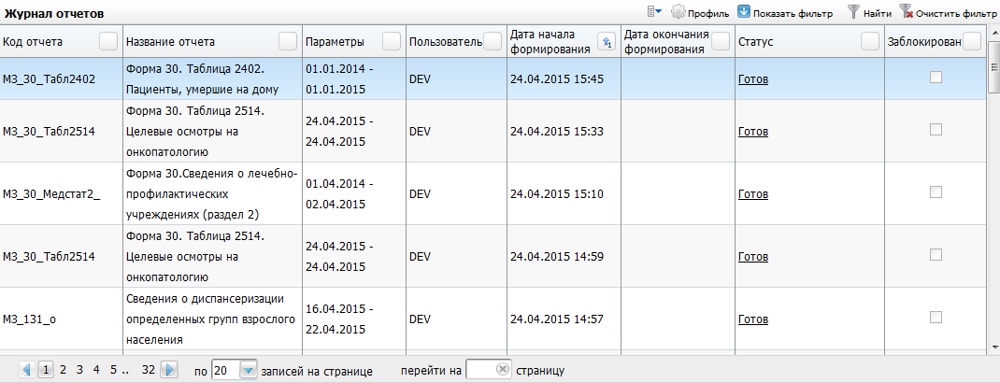 Журнал отчетов
Профиль Показать фильтр Найти Очистить фильтр
Код отчета Название отчета Параметры Пользователь Дата начала формирования Дата окончания формирования Статус Заблокирован
М3_30_Табл2402
Форма 30. Таблица 2402.
Пациенты, умершие на дому
01.01.2014 -
01.01.2015
DEV
24.04.2015 15:45
Готов
М3_30_Табл2514
Форма 30. Таблица 2514.
Целевые осмотры на
онкопатологию
24.04.2015 -
24.04.2015
DEV
24.04.2015 15:33
Готов
М3_30_Медстат2_
Форма 30.Сведения о лечебно-
профилактических
учреждениях (раздел 2)
01.04.2014 -
02.04.2015
DEV
24.04.2015 15:10
Готов
М3_30_Табл2514
Форма 30. Таблица 2514.
Целевые осмотры на
онкопатологию
24.04.2015 -
24.04.2015
DEV
24.04.2015 14:59
Готов
М3_131_о
Сведения о диспансеризации
определенных групп взрослого
населения
16.04.2015 -
22.04.2015
DEV
24.04.2015 14:57
Готов
1 2 3 4 5 .. 32 по 20 записей на странице перейти на страницу